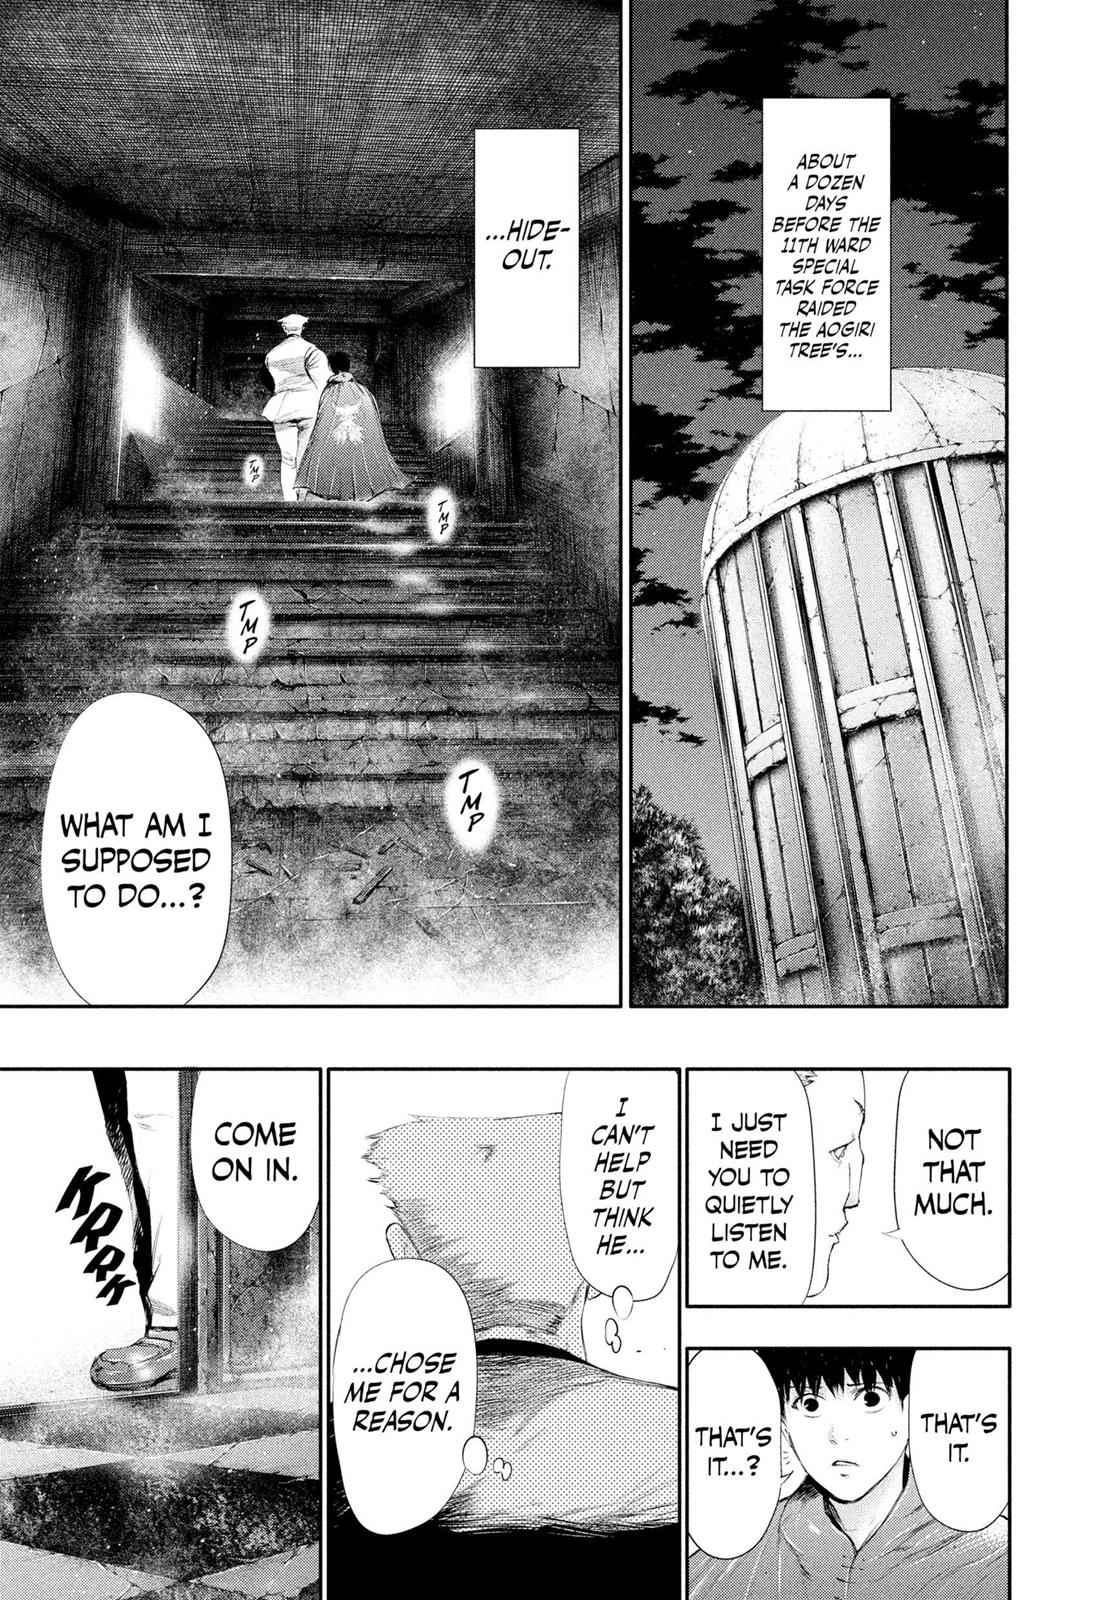 ABOUT
A DOZEN
DAYS
BEFORE THE
11TH WARD
SPECIAL
TASK FORCE
RAIDED
THE AOGIRI
TREE'S...
...HIDE-
OUT.
TMP
TMP
TMP
TMP
WHAT AM I
SUPPOSED
TO DO...?
NOT
THAT
MUCH.
I JUST
NEED
YOU TO
QUIETLY
LISTEN
TO ME.
THAT'S
IT.
THAT'S
IT...?
I
CAN'T
HELP
BUT
THINK
HE...
...CHOSE
ME FOR A
REASON.
COME
ON IN.
KRRK